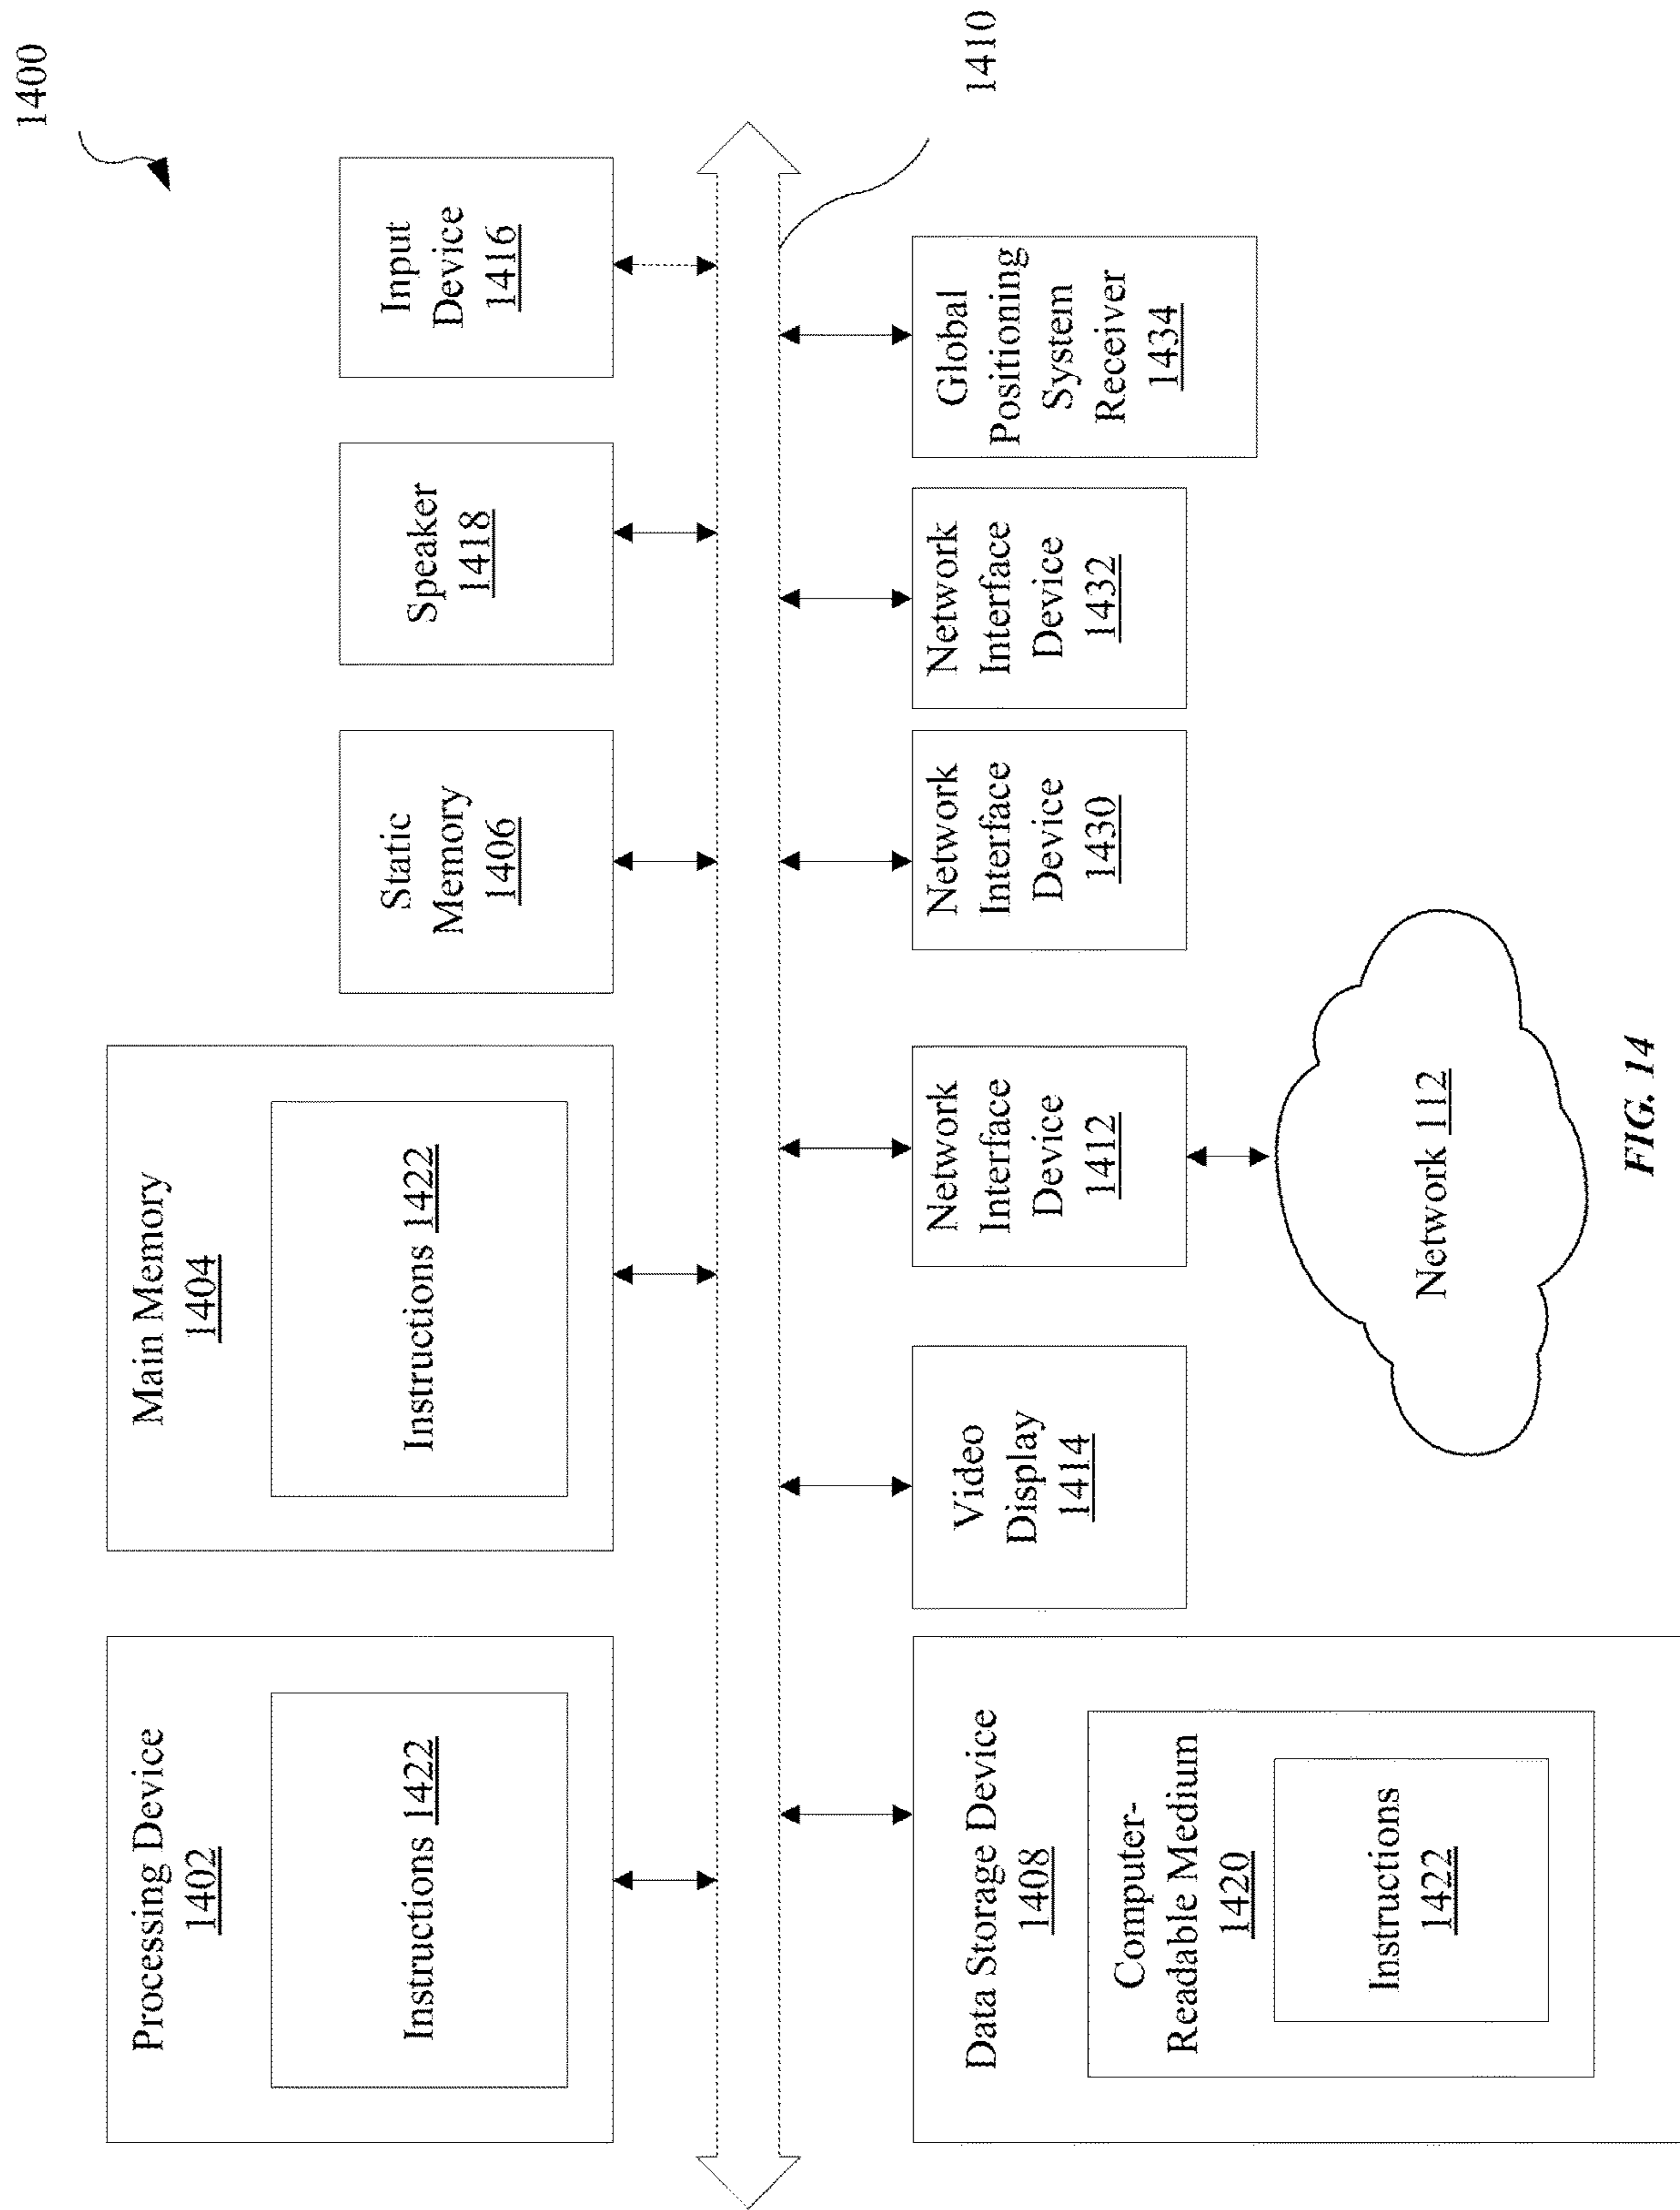 1400
Processing Device
1402
Instructions 1422
Main Memory
1404
Instructions 1422
Static
Memory
1406
Speaker
1418
Input
Device
1416
1410
Data Storage Device
1408
Computer-
Readable Medium
1420
Instructions
1422
Video
Display
1414
Network
Interface
Device
1412
Network
Interface
Device
1430
Network
Interface
Device
1432
Global
Positioning
System
Receiver
1434
Network 112
FIG. 14